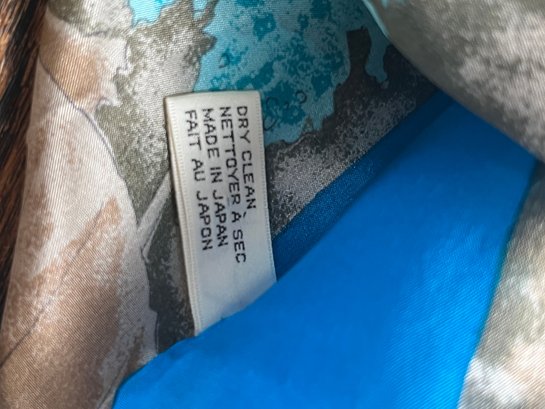 DRY CLEAN
NETTOYER À SEC
MADE IN JAPAN
FAIT AU JAPON